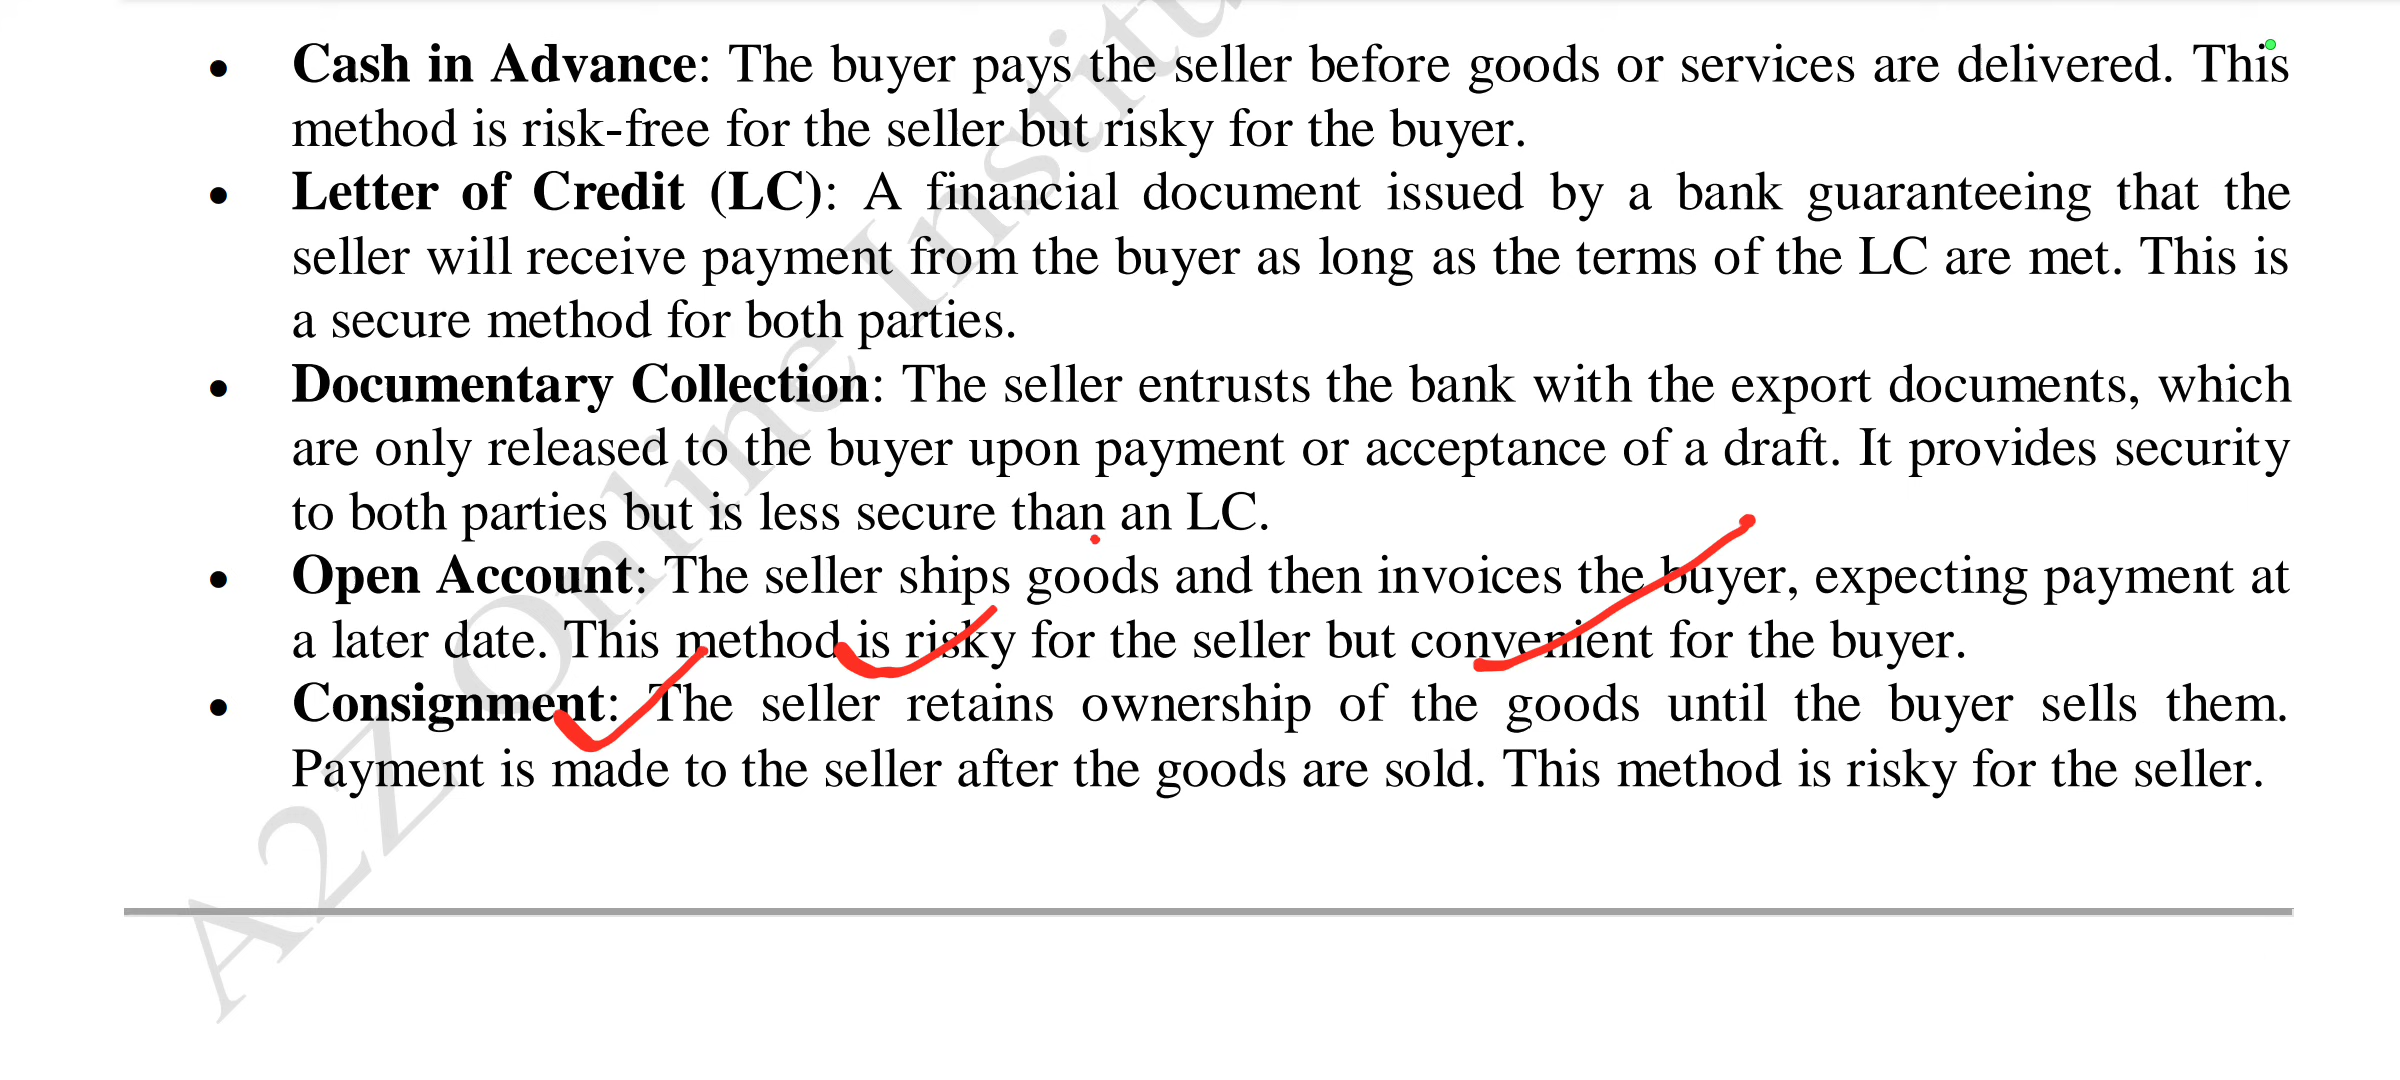 • Cash in Advance: The buyer pays the seller before goods or services are delivered. This
method is risk-free for the seller but risky for the buyer.
• Letter of Credit (LC): A financial document issued by a bank guaranteeing that the
seller will receive payment from the buyer as long as the terms of the LC are met. This is
a secure method for both parties.
• Documentary Collection: The seller entrusts the bank with the export documents, which
are only released to the buyer upon payment or acceptance of a draft. It provides security
to both parties but is less secure than an LC.
• Open Account: The seller ships goods and then invoices the buyer, expecting payment at
a later date. This method is risky for the seller but convenient for the buyer.
• Consignment: The seller retains ownership of the goods until the buyer sells them.
Payment is made to the seller after the goods are sold. This method is risky for the seller.
A2Z Online